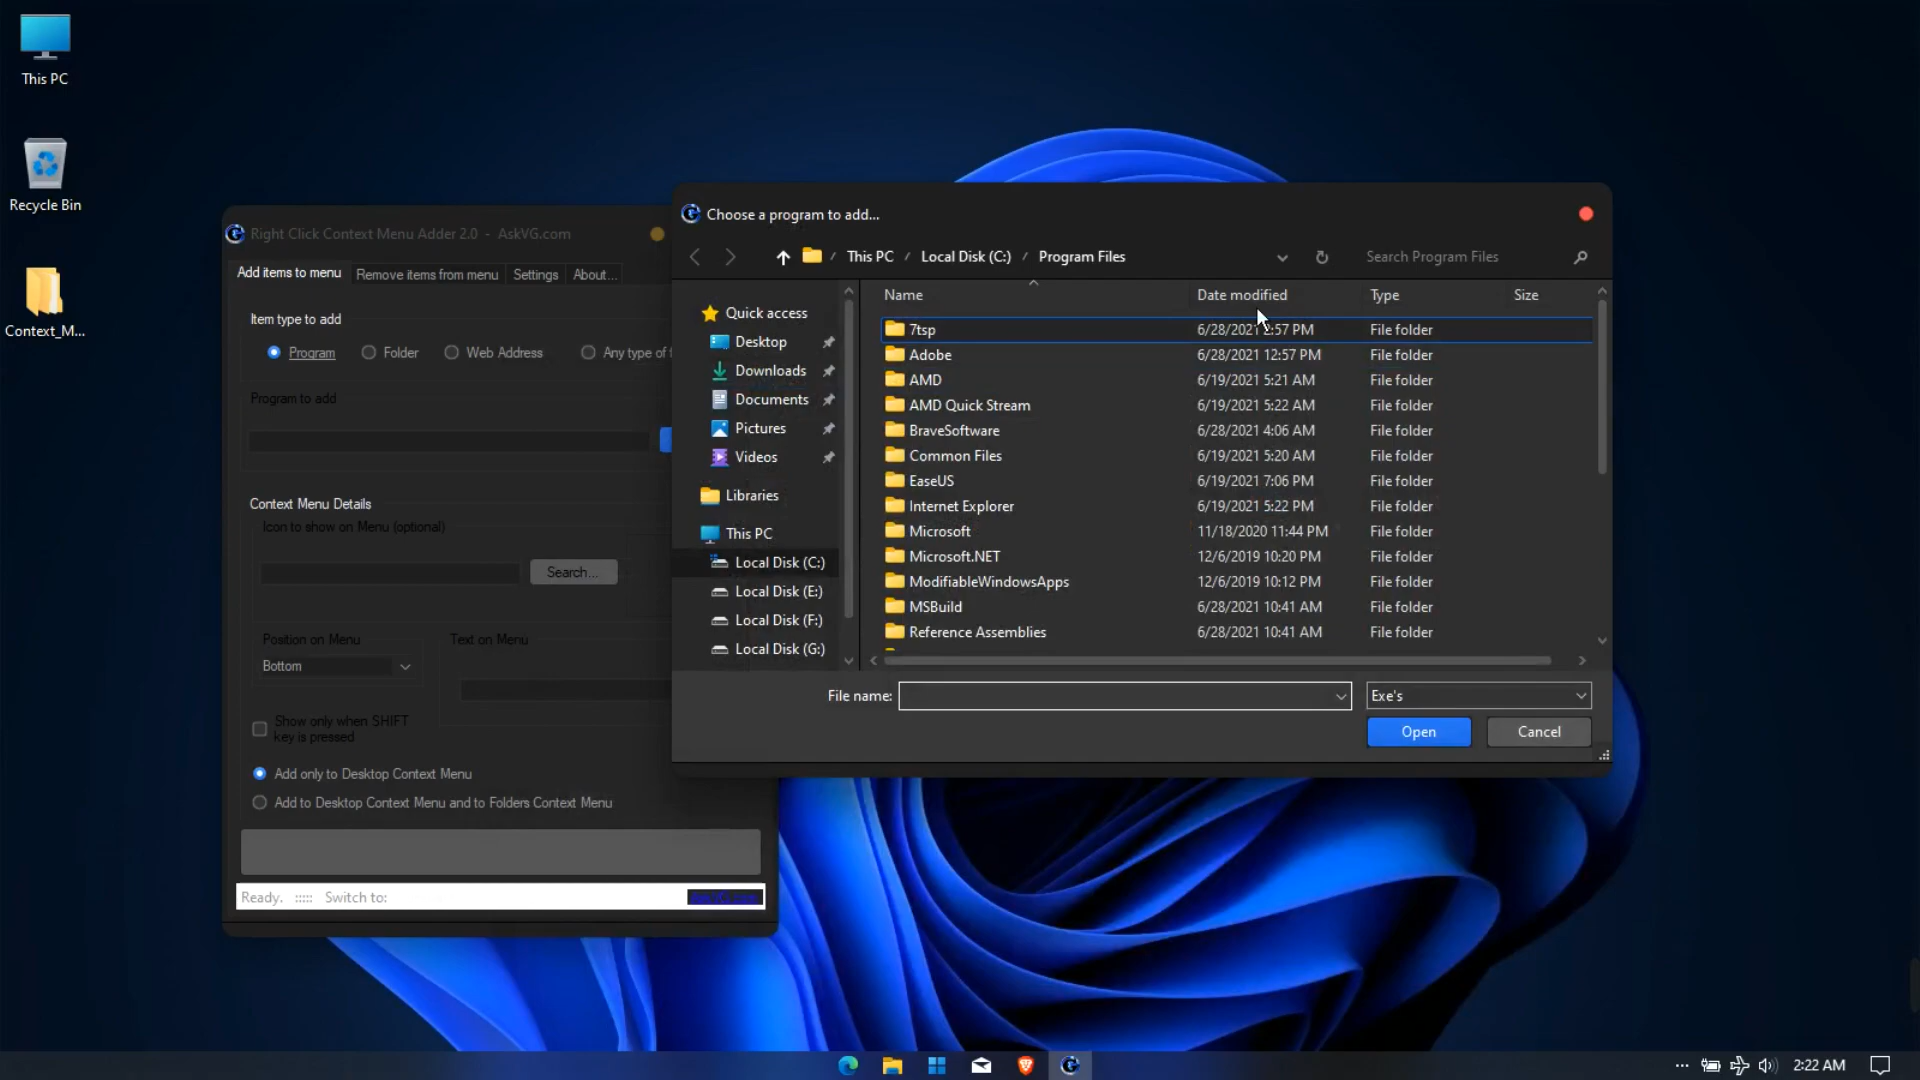 This PC
Recycle Bin
Context_M...
Right Click Context Menu Adder 2.0 - AskVG.com
Add items to menu
Remove items from menu
Settings
About...
Item type to add
Program
Folder
Web Address
Any type of f
Program to add
Context Menu Details
Icon to show on Menu (optional)
Search...
Position on Menu
Text on Menu
Bottom
Show only when SHIFT
key is pressed
Add only to Desktop Context Menu
Add to Desktop Context Menu and to Folders Context Menu
Ready. ::::: Switch to:
Choose a program to add...
/ This PC / Local Disk (C:) / Program Files
Search Program Files
Quick access
Desktop
Downloads
Documents
Pictures
Videos
Libraries
This PC
Local Disk (C:)
Local Disk (E:)
Local Disk (F:)
Local Disk (G:)
Name Date modified Type Size
7tsp 6/28/2021 2:57 PM File folder
Adobe 6/28/2021 12:57 PM File folder
AMD 6/19/2021 5:21 AM File folder
AMD Quick Stream 6/19/2021 5:22 AM File folder
BraveSoftware 6/28/2021 4:06 AM File folder
Common Files 6/19/2021 5:20 AM File folder
EaseUS 6/19/2021 7:06 PM File folder
Internet Explorer 6/19/2021 5:22 PM File folder
Microsoft 11/18/2020 11:44 PM File folder
Microsoft.NET 12/6/2019 10:20 PM File folder
ModifiableWindowsApps 12/6/2019 10:12 PM File folder
MSBuild 6/28/2021 10:41 AM File folder
Reference Assemblies 6/28/2021 10:41 AM File folder
File name:
Exe's
Open
Cancel
2:22 AM